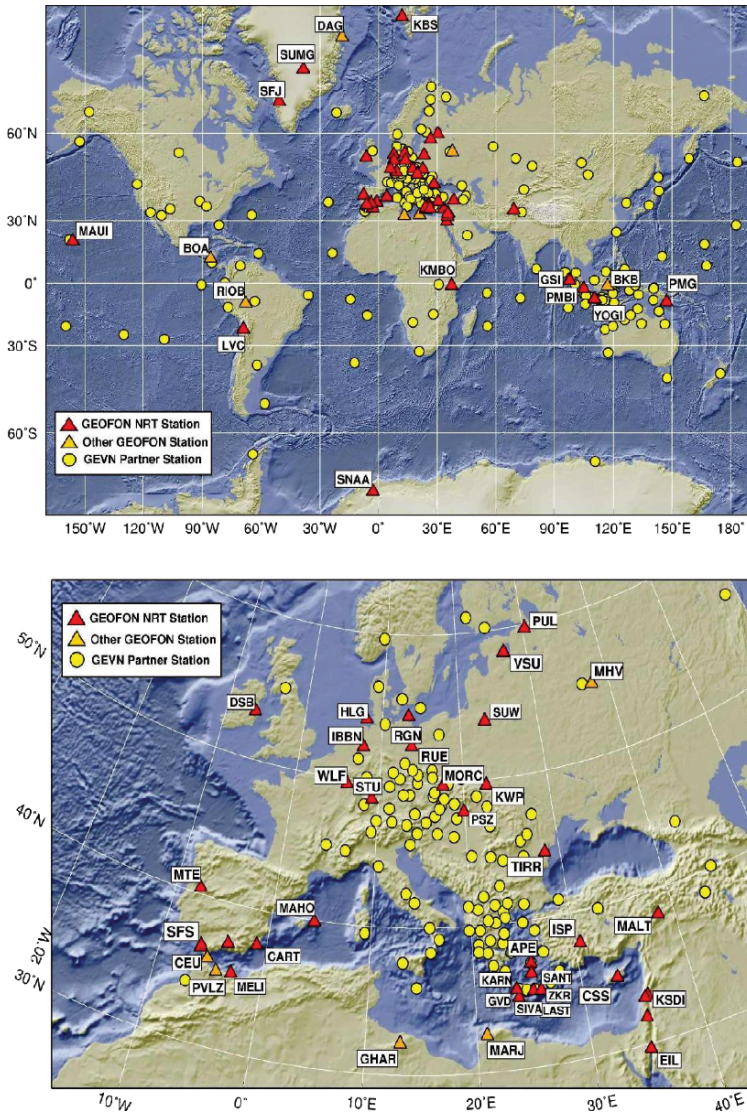 DAG
KBS
SUMG
SFJ
60°N
30°N
MAUI
BOA
KMBO
GSI
BKB
PMG
0°
RIOB
PMBI
YOGI
LVC
30°S
GEOFON NRT Station
Other GEOFON Station
GEVN Partner Station
60°S
SNAA
150°W
120°W
90°W
60°W
30°W
0°E
30°E
60°E
90°E
120°E
150°E
180°
GEOFON NRT Station
Other GEOFON Station
GEVN Partner Station
50°N
PUL
VSU
MHV
DSB
HLG
SUW
IBBN
RGN
RUE
WLF
STU
MORC
KWP
PSZ
40°N
TIRR
MTE
MAHO
MALT
SFS
ISP
CART
APE
CEU
20°W
30°N
KARN
SANT
CSS
KSDI
PVLZ
MELI
GVD
ZKR
SIVA
LAST
GHAR
MARJ
EIL
10°W
0°
10°E
20°E
30°E
40°E